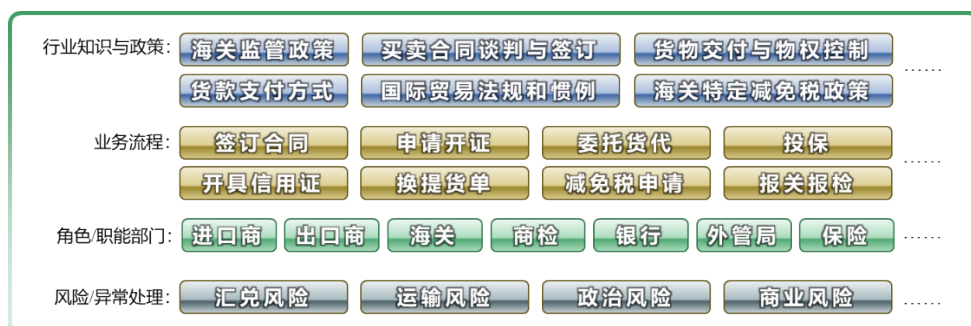 行业知识与政策: 海关监管政策 买卖合同谈判与签订 货物交付与物权控制
货款支付方式 国际贸易法规和惯例 海关特定减免税政策 ······
业务流程: 签订合同 申请开证 委托货代 投保
开具信用证 换提货单 减免税申请 报关报检 ······
角色/职能部门: 进口商 出口商 海关 商检 银行 外管局 保险 ······
风险/异常处理: 汇兑风险 运输风险 政治风险 商业风险 ······